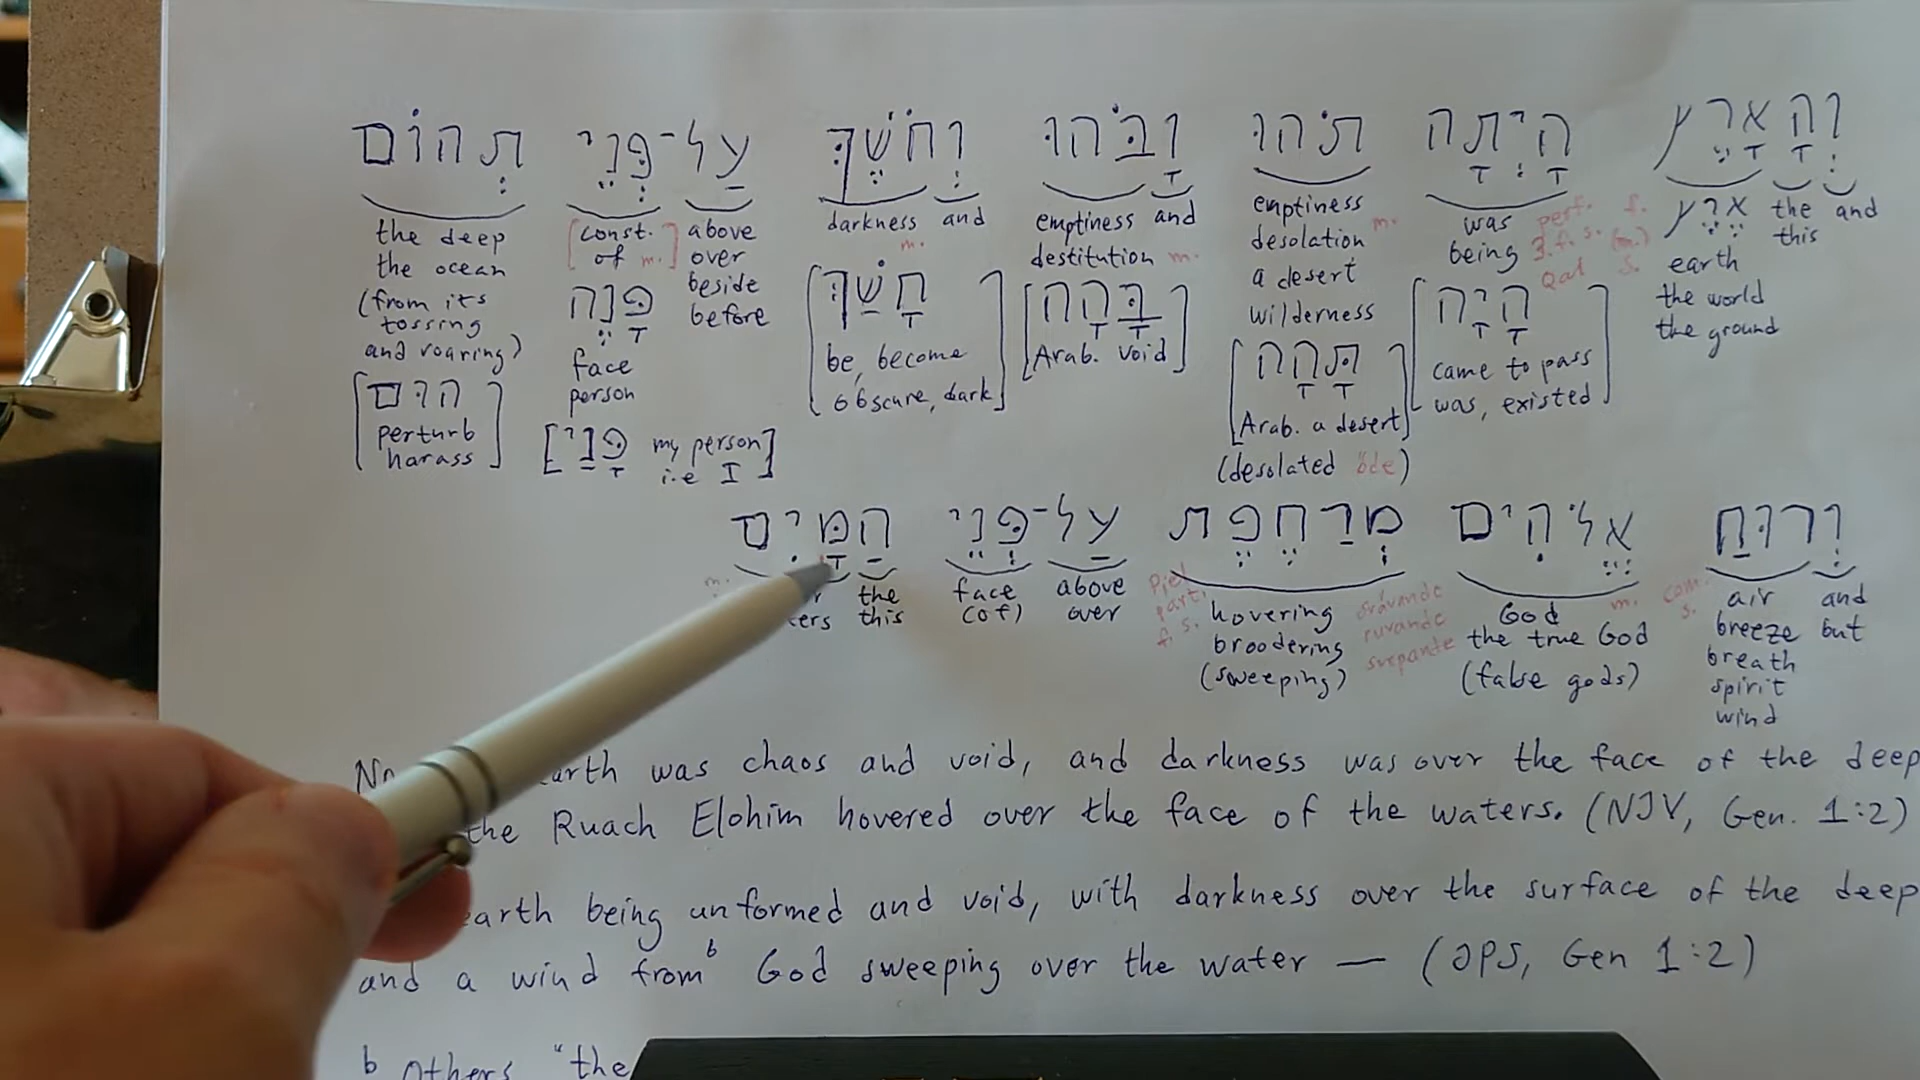 וְהָאָרֶץ הָיְתָה תֹהוּ וָבֹהוּ וְחֹשֶׁךְ עַל־פְּנֵי תְהוֹם
and the this אֶרֶץ earth the world the ground
was being perf. 3.f.s. Qal f. (m.) s. [הָיָה came to pass was, existed]
emptiness desolation a desert wilderness m. [תָּהָה Arab. a desert] (desolated öde)
and emptiness destitution m. [בָּהָה Arab. void]
and darkness m. [חָשַׁךְ be, become obscure, dark]
above over beside before
[const. of m.] פָּנֶה face person [פָּנַי my person i.e I]
the deep the ocean (from its tossing and roaring) [הוּם perturb harass]
וְרוּחַ אֱלֹהִים מְרַחֶפֶת עַל־פְּנֵי הַמָּיִם
and but air breeze breath spirit wind com. s.
God the true God (false gods) m.
hovering broodering (sweeping) svävande ruvande svepante Piel part. f. s.
above over
face (of)
the this
m.
earth was chaos and void, and darkness was over the face of the deep
the Ruach Elohim hovered over the face of the waters. (NJV, Gen. 1:2)
earth being unformed and void, with darkness over the surface of the deep
and a wind from b God sweeping over the water — (JPS, Gen 1:2)
b others "the